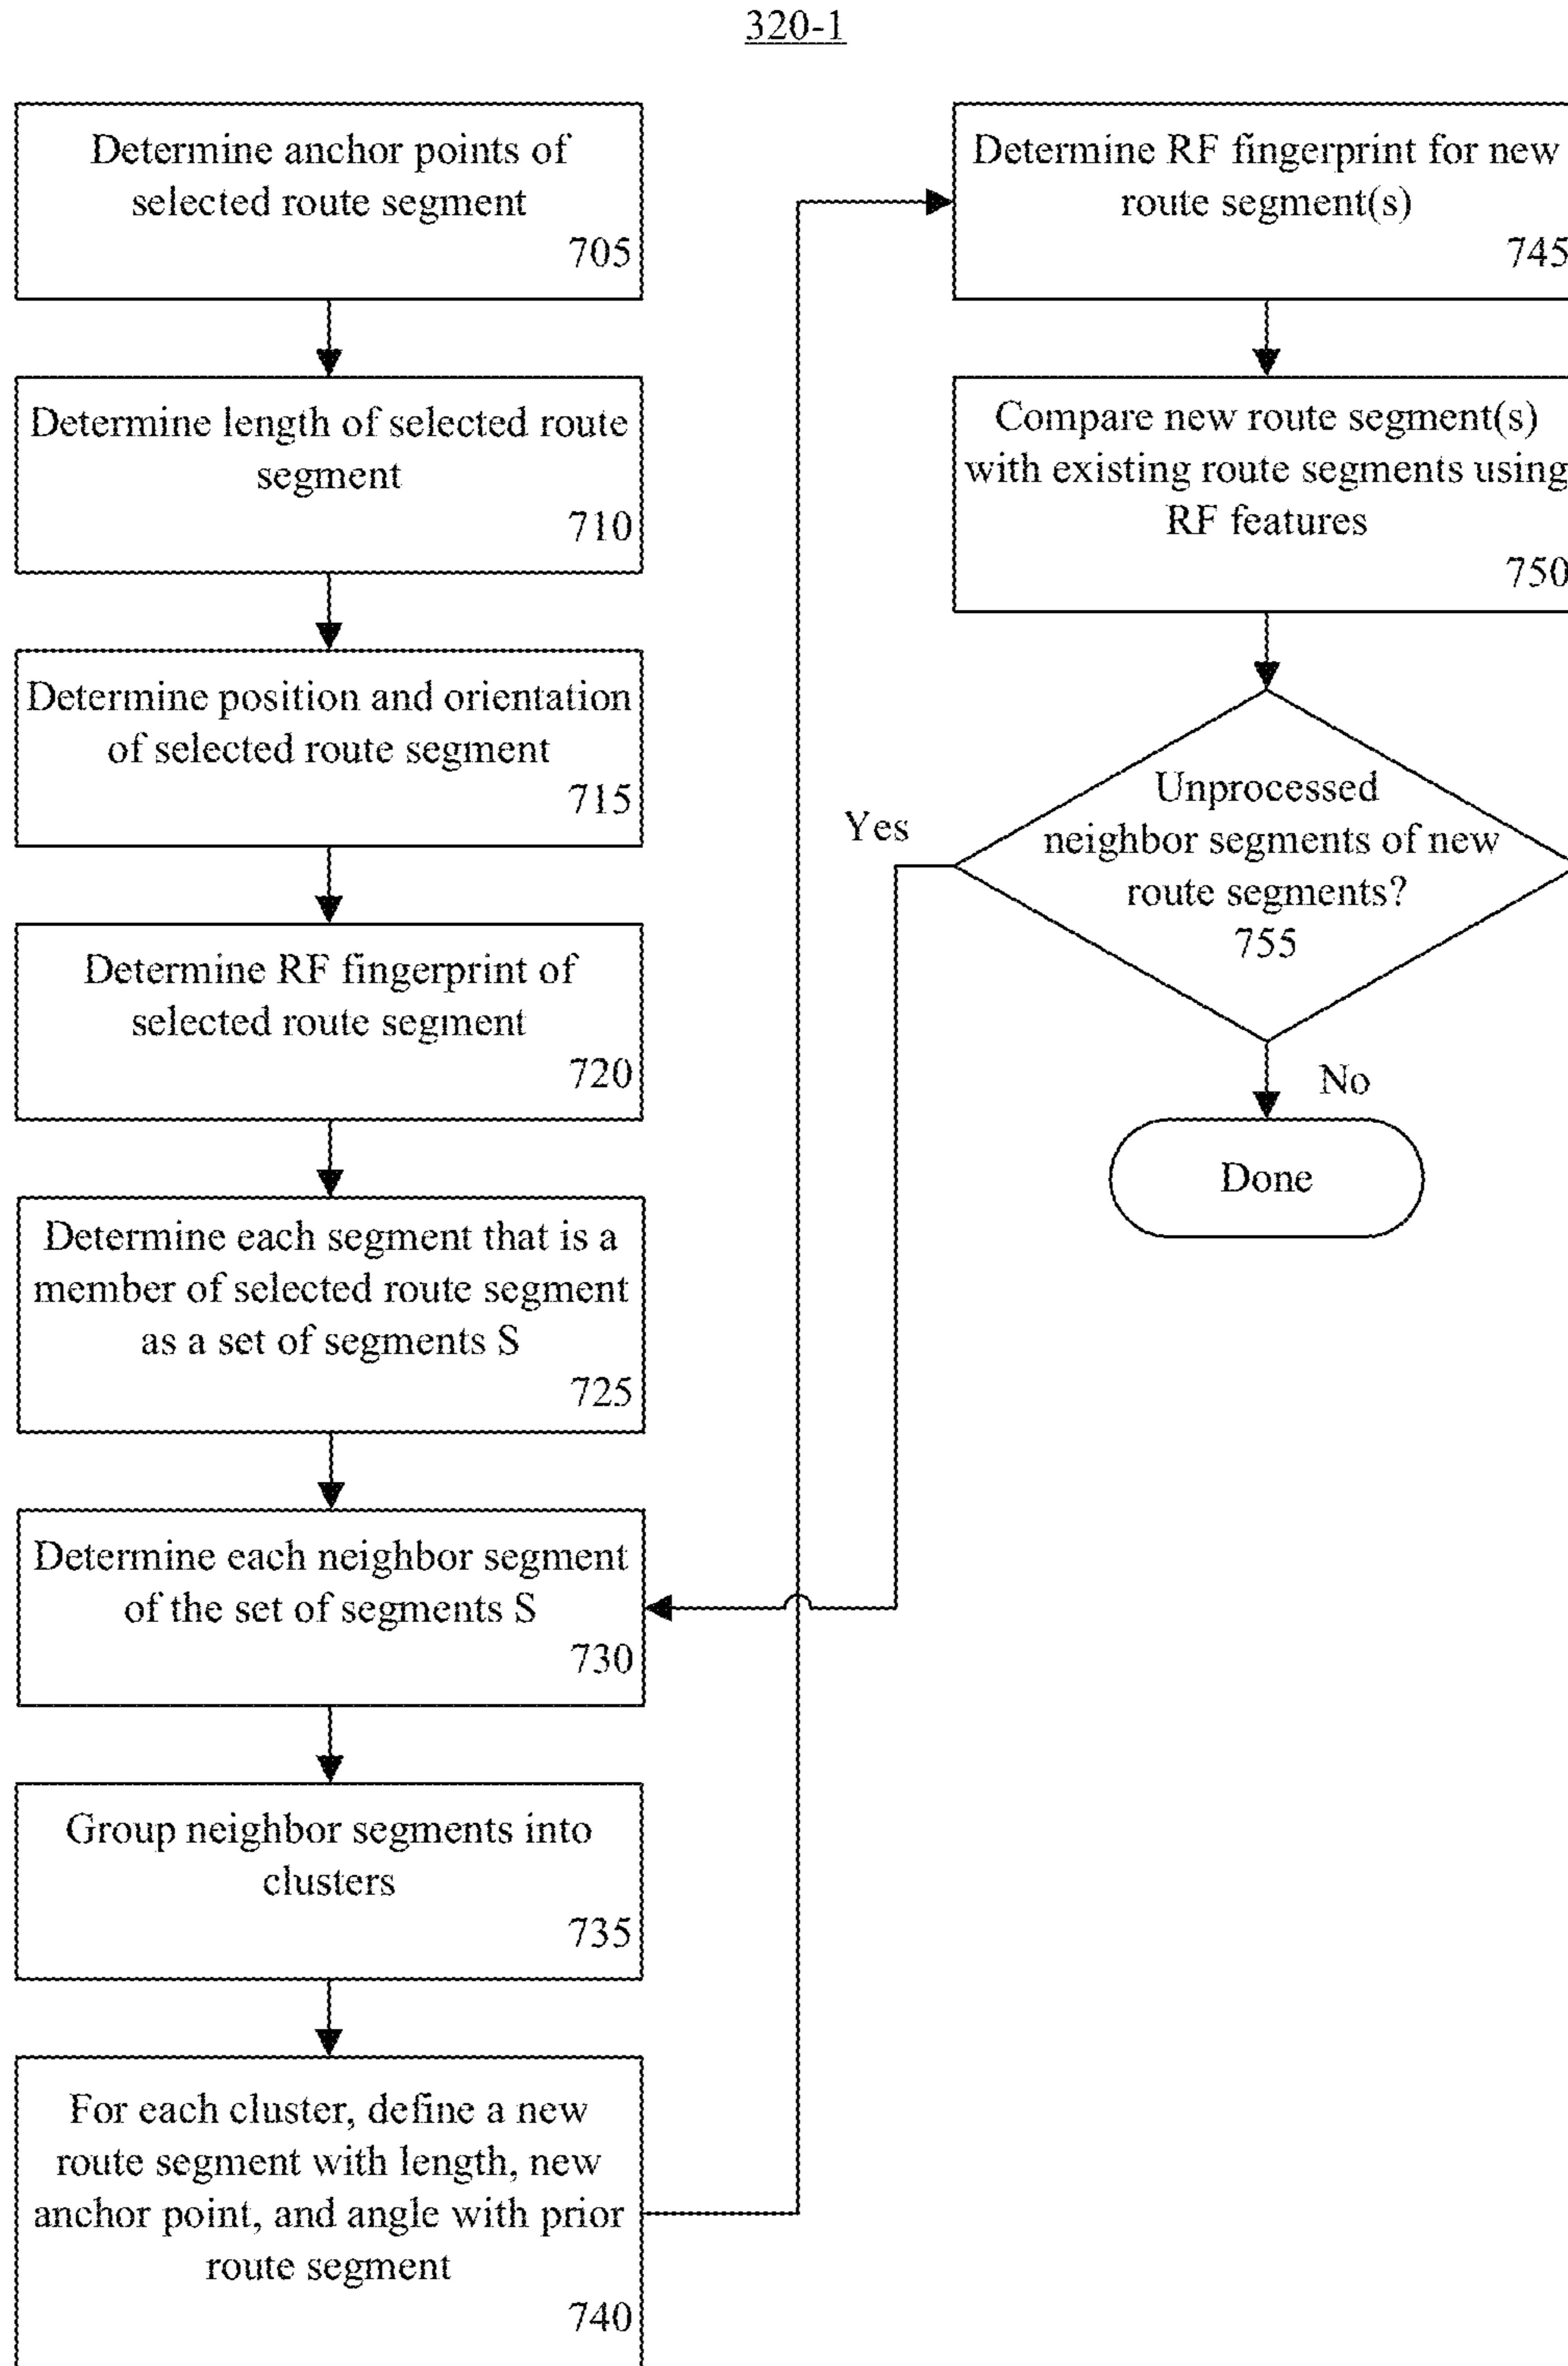 320-1
Determine anchor points of
selected route segment
705
Determine length of selected route
segment
710
Determine position and orientation
of selected route segment
715
Determine RF fingerprint of
selected route segment
720
Determine each segment that is a
member of selected route segment
as a set of segments S
725
Determine each neighbor segment
of the set of segments S
730
Group neighbor segments into
clusters
735
For each cluster, define a new
route segment with length, new
anchor point, and angle with prior
route segment
740
Determine RF fingerprint for new
route segment(s)
745
Compare new route segment(s)
with existing route segments using
RF features
750
Unprocessed
neighbor segments of new
route segments?
755
Yes
No
Done